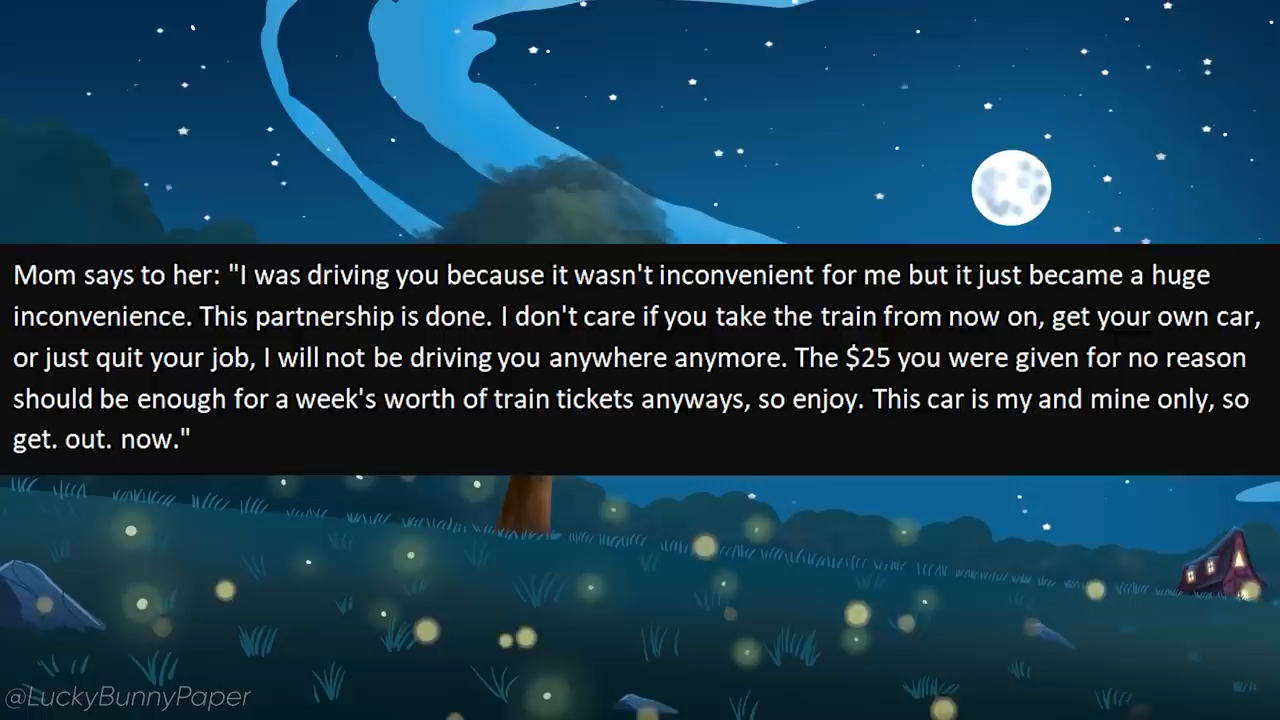 Mom says to her: "I was driving you because it wasn't inconvenient for me but it just became a huge
inconvenience. This partnership is done. I don't care if you take the train from now on, get your own car,
or just quit your job, I will not be driving you anywhere anymore. The $25 you were given for no reason
should be enough for a week's worth of train tickets anyways, so enjoy. This car is my and mine only, so
get. out. now."
@LuckyBunnyPaper